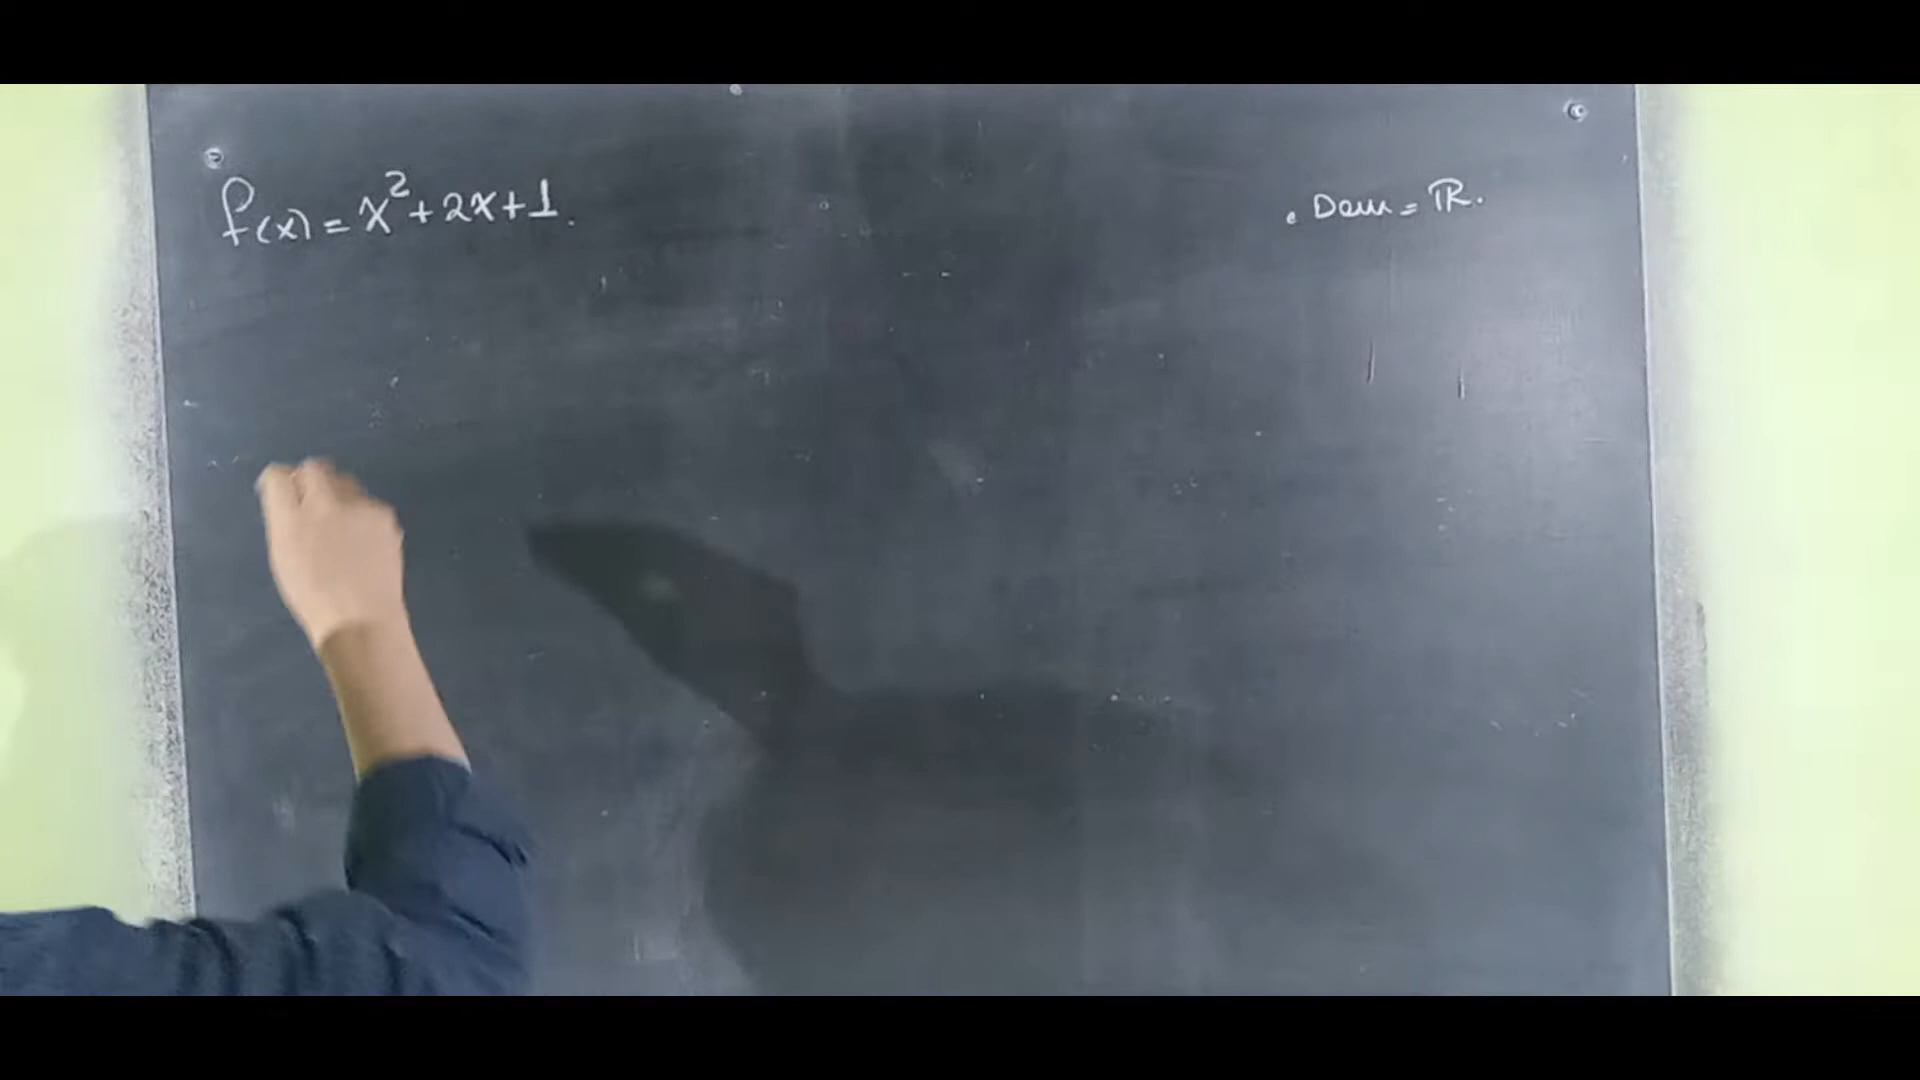 f(x) = x² + 2x + 1.
• Dom = ℝ.